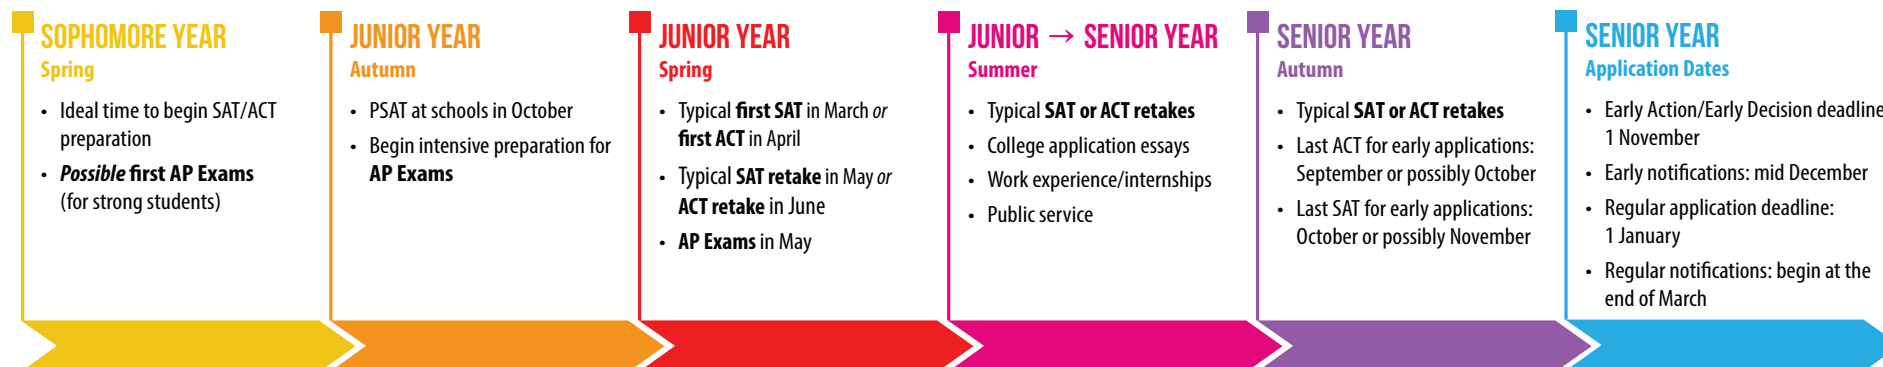 SOPHOMORE YEAR
Spring
• Ideal time to begin SAT/ACT
preparation
• Possible first AP Exams
(for strong students)
JUNIOR YEAR
Autumn
• PSAT at schools in October
• Begin intensive preparation for
AP Exams
JUNIOR YEAR
Spring
• Typical first SAT in March or
first ACT in April
• Typical SAT retake in May or
ACT retake in June
• AP Exams in May
JUNIOR → SENIOR YEAR
Summer
• Typical SAT or ACT retakes
• College application essays
• Work experience/internships
• Public service
SENIOR YEAR
Autumn
• Typical SAT or ACT retakes
• Last ACT for early applications:
September or possibly October
• Last SAT for early applications:
October or possibly November
SENIOR YEAR
Application Dates
• Early Action/Early Decision deadline
1 November
• Early notifications: mid December
• Regular application deadline:
1 January
• Regular notifications: begin at the
end of March